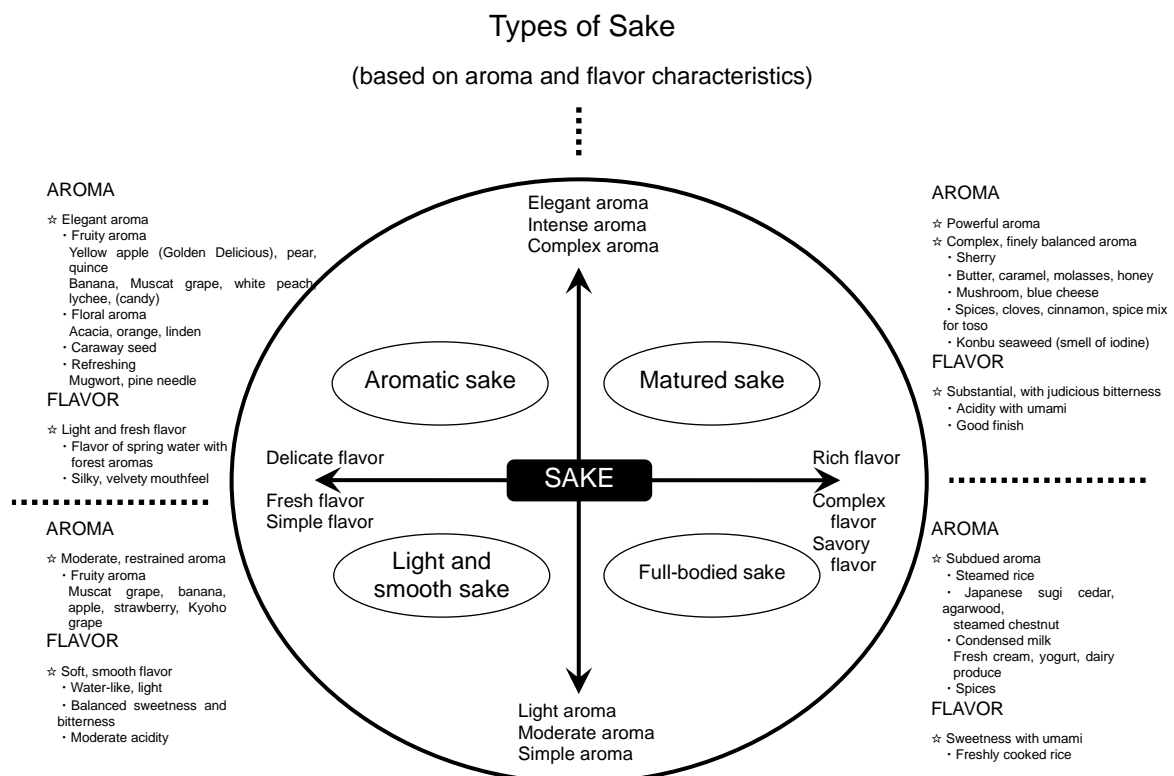 Types of Sake
(based on aroma and flavor characteristics)
AROMA
☆ Elegant aroma
・Fruity aroma
Yellow apple (Golden Delicious), pear,
quince
Banana, Muscat grape, white peach,
lychee, (candy)
・Floral aroma
Acacia, orange, linden
・Caraway seed
・Refreshing
Mugwort, pine needle
FLAVOR
☆ Light and fresh flavor
・Flavor of spring water with
forest aromas
・Silky, velvety mouthfeel
AROMA
☆ Moderate, restrained aroma
・Fruity aroma
Muscat grape, banana,
apple, strawberry, Kyoho
grape
FLAVOR
☆ Soft, smooth flavor
・Water-like, light
・Balanced sweetness and
bitterness
・Moderate acidity
Elegant aroma
Intense aroma
Complex aroma
Aromatic sake
Matured sake
Delicate flavor
Fresh flavor
Simple flavor
SAKE
Rich flavor
Complex
flavor
Savory
flavor
Light and
smooth sake
Full-bodied sake
Light aroma
Moderate aroma
Simple aroma
AROMA
☆ Powerful aroma
☆ Complex, finely balanced aroma
・Sherry
・Butter, caramel, molasses, honey
・Mushroom, blue cheese
・Spices, cloves, cinnamon, spice mix
for toso
・Konbu seaweed (smell of iodine)
FLAVOR
☆ Substantial, with judicious bitterness
・Acidity with umami
・Good finish
AROMA
☆ Subdued aroma
・Steamed rice
・Japanese sugi cedar,
agarwood,
steamed chestnut
・Condensed milk
Fresh cream, yogurt, dairy
produce
・Spices
FLAVOR
☆ Sweetness with umami
・Freshly cooked rice